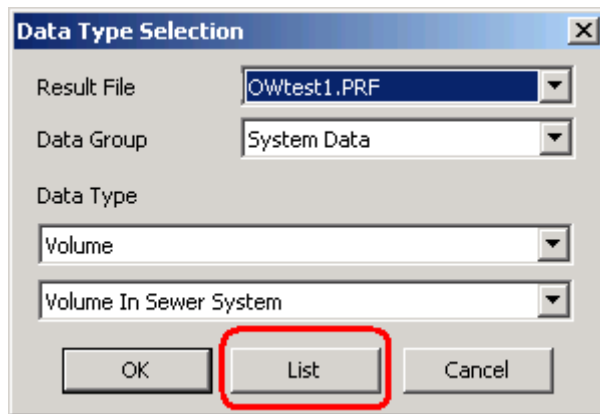 Data Type Selection
Result File OWtest1.PRF
Data Group System Data
Data Type
Volume
Volume In Sewer System
OK List Cancel